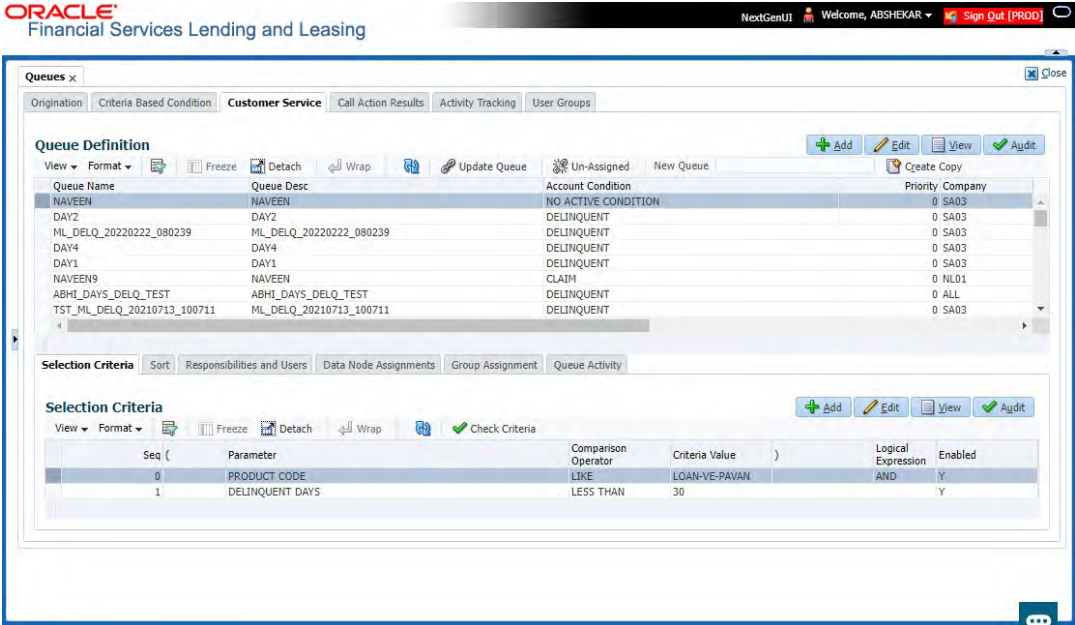 ORACLE
Financial Services Lending and Leasing
NextGenUI Welcome, ABSHEKAR Sign Out [PROD]
Queues × Close
Origination Criteria Based Condition Customer Service Call Action Results Activity Tracking User Groups
Queue Definition Add Edit View Audit
View Format Freeze Detach Wrap Update Queue Un-Assigned New Queue Create Copy
Queue Name Queue Desc Account Condition Priority Company
NAVEEN NAVEEN NO ACTIVE CONDITION 0 SA03
DAY2 DAY2 DELINQUENT 0 SA03
ML_DELQ_20220222_080239 ML_DELQ_20220222_080239 DELINQUENT 0 SA03
DAY4 DAY4 DELINQUENT 0 SA03
DAY1 DAY1 DELINQUENT 0 SA03
NAVEEN9 NAVEEN CLAIM 0 NL01
ABHI_DAYS_DELQ_TEST ABHI_DAYS_DELQ_TEST DELINQUENT 0 ALL
TST_ML_DELQ_20210713_100711 ML_DELQ_20210713_100711 DELINQUENT 0 SA03
Selection Criteria Sort Responsibilities and Users Data Node Assignments Group Assignment Queue Activity
Selection Criteria Add Edit View Audit
View Format Freeze Detach Wrap Check Criteria
Seq ( Parameter Comparison Operator Criteria Value ) Logical Expression Enabled
0 PRODUCT CODE LIKE LOAN-VE-PAVAN AND Y
1 DELINQUENT DAYS LESS THAN 30 Y